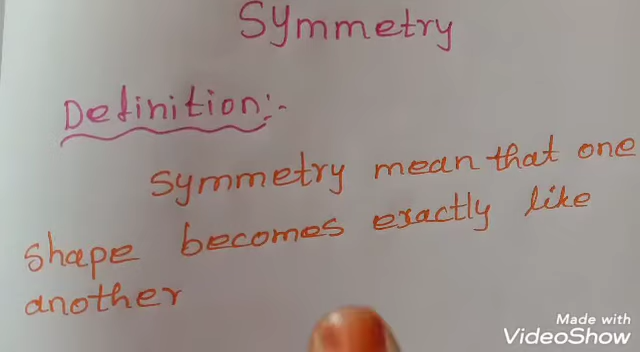 Symmetry
Definition:-
Symmetry mean that one
shape becomes exactly like
another
Made with
VideoShow